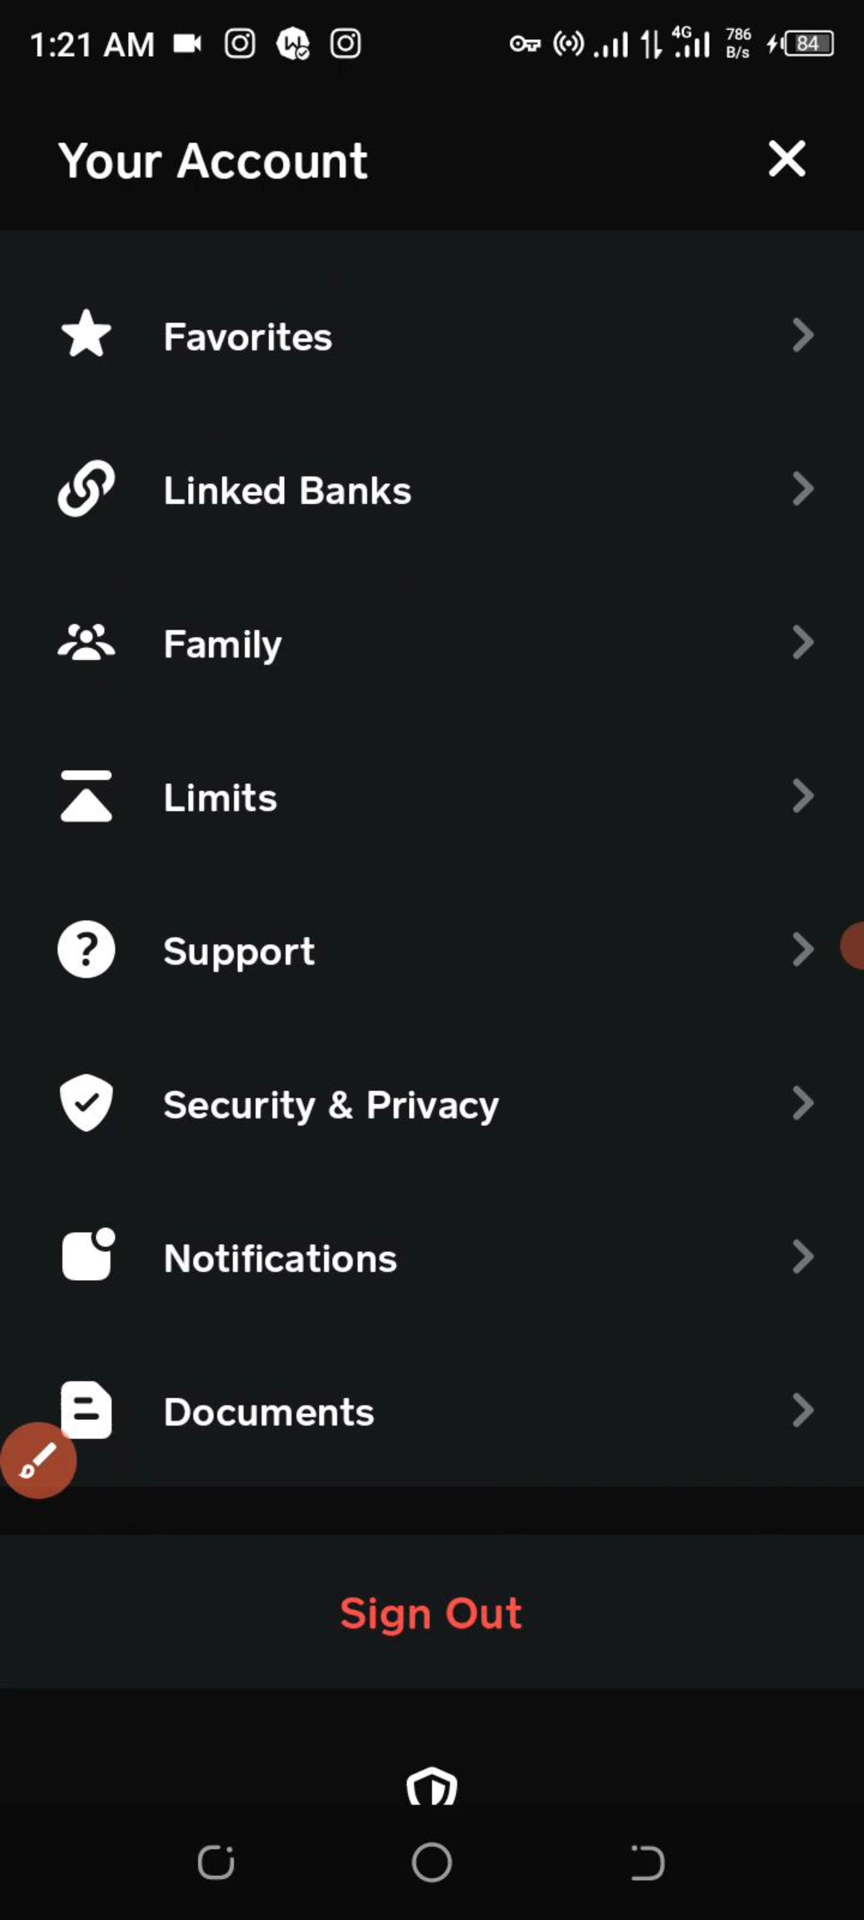 1:21 AM 4G 786 B/s 84
Your Account
Favorites
Linked Banks
Family
Limits
Support
Security & Privacy
Notifications
Documents
Sign Out